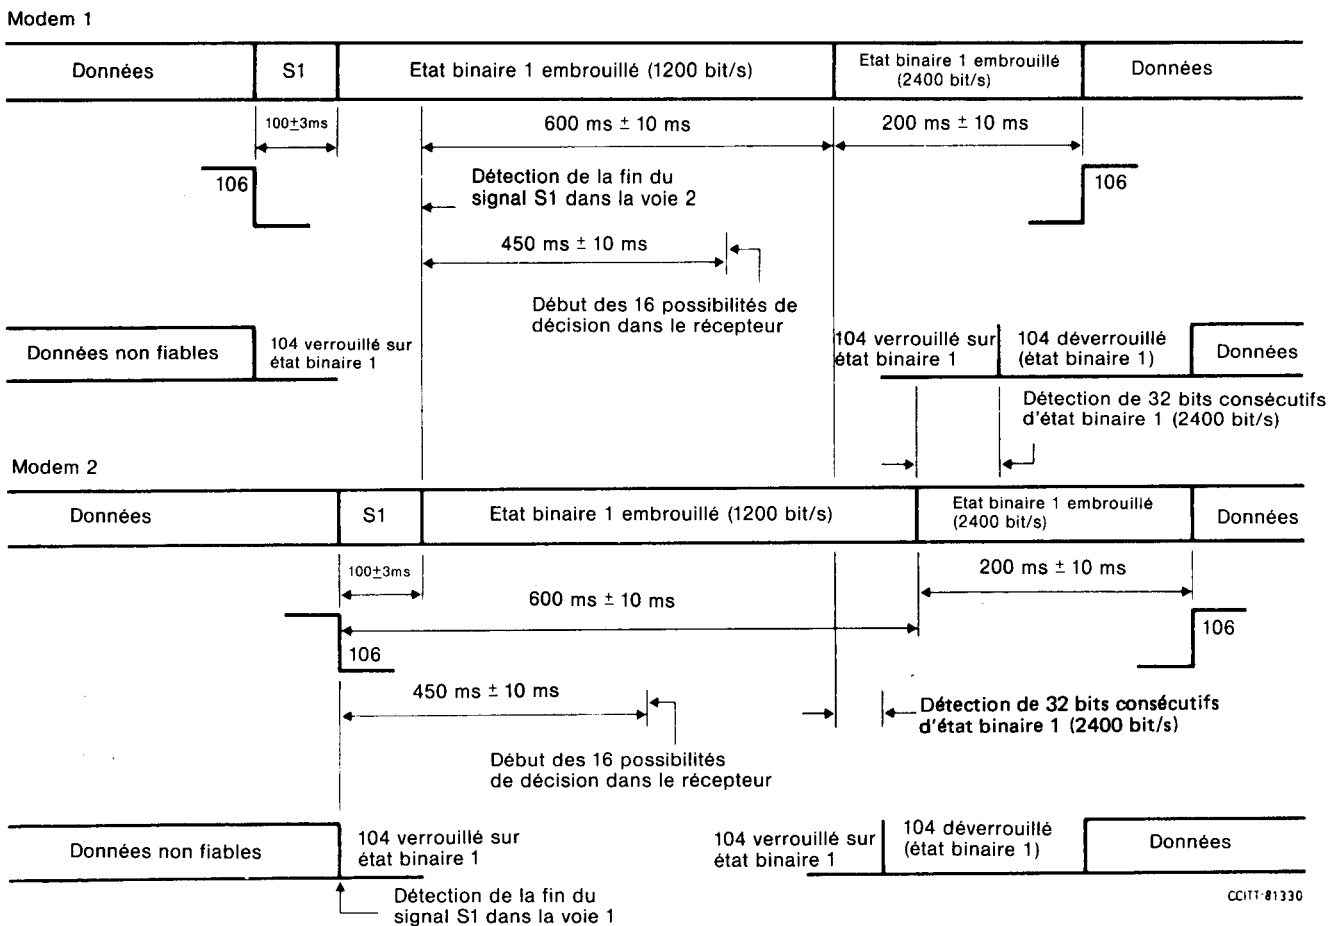 Modem 1
Données
S1
Etat binaire 1 embrouillé (1200 bit/s)
Etat binaire 1 embrouillé
(2400 bit/s)
Données
100±3ms
600 ms ± 10 ms
200 ms ± 10 ms
106
Détection de la fin du
signal S1 dans la voie 2
106
450 ms ± 10 ms
Début des 16 possibilités de
décision dans le récepteur
Données non fiables
104 verrouillé sur
état binaire 1
104 verrouillé sur
état binaire 1
104 déverrouillé
(état binaire 1)
Données
Détection de 32 bits consécutifs
d'état binaire 1 (2400 bit/s)
Modem 2
Données
S1
Etat binaire 1 embrouillé (1200 bit/s)
Etat binaire 1 embrouillé
(2400 bit/s)
Données
100±3ms
600 ms ± 10 ms
200 ms ± 10 ms
106
106
450 ms ± 10 ms
Détection de 32 bits consécutifs
d'état binaire 1 (2400 bit/s)
Début des 16 possibilités
de décision dans le récepteur
Données non fiables
104 verrouillé sur
état binaire 1
104 verrouillé sur
état binaire 1
104 déverrouillé
(état binaire 1)
Données
Détection de la fin du
signal S1 dans la voie 1
CCITT-81330